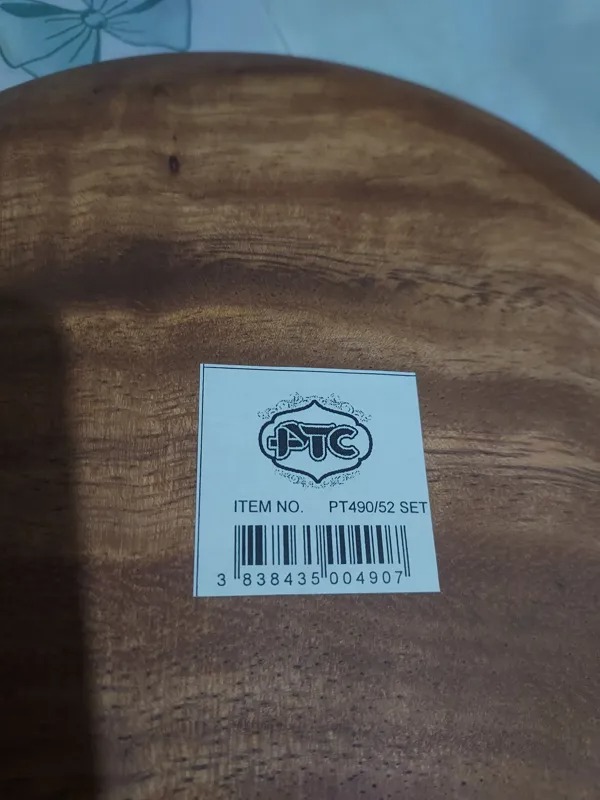 PTC
ITEM NO. PT490/52 SET
3 838435 004907